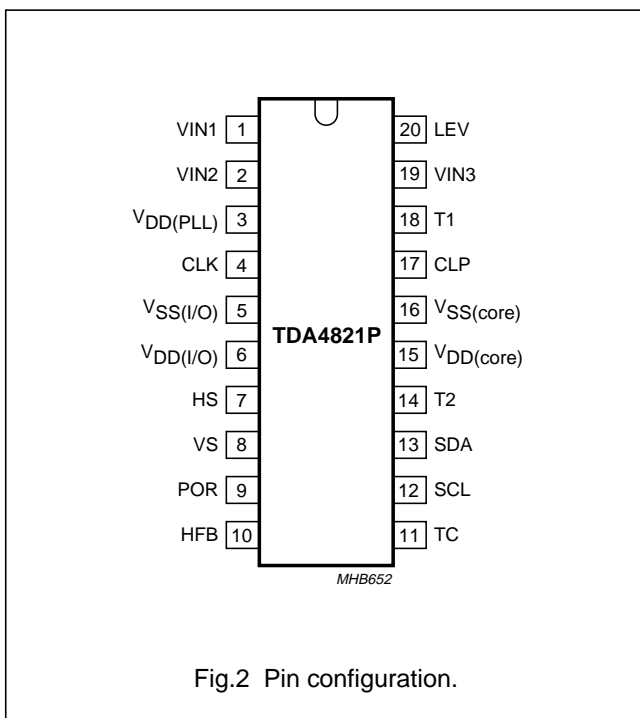 VIN1 1 20 LEV
VIN2 2 19 VIN3
VDD(PLL) 3 18 T1
CLK 4 17 CLP
VSS(I/O) 5 16 VSS(core)
TDA4821P
VDD(I/O) 6 15 VDD(core)
HS 7 14 T2
VS 8 13 SDA
POR 9 12 SCL
HFB 10 11 TC
MHB652
Fig.2 Pin configuration.